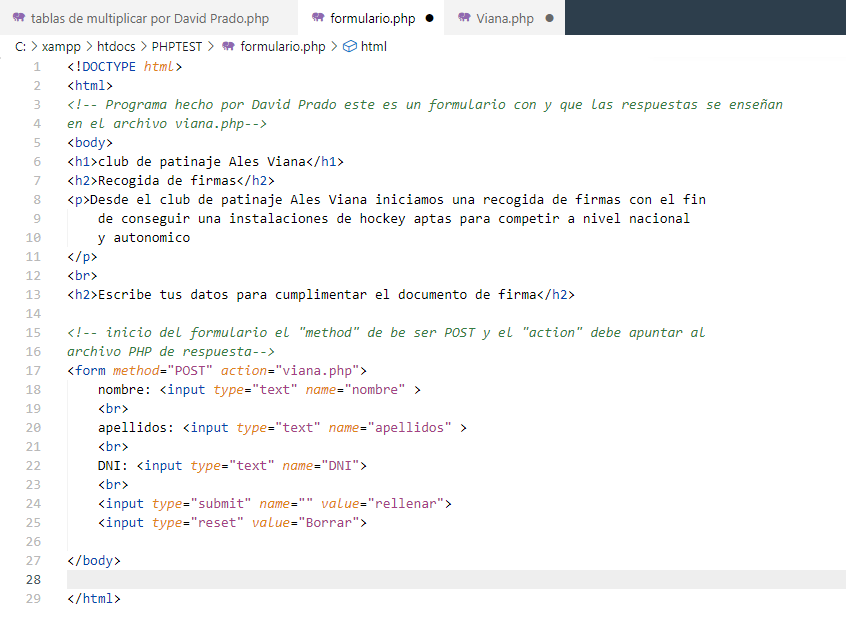 tablas de multiplicar por David Prado.php formulario.php Viana.php
C: > xampp > htdocs > PHPTEST > formulario.php > html
1 <!DOCTYPE html>
2 <html>
3 <!-- Programa hecho por David Prado este es un formulario con y que las respuestas se enseñan
4 en el archivo viana.php-->
5 <body>
6 <h1>club de patinaje Ales Viana</h1>
7 <h2>Recogida de firmas</h2>
8 <p>Desde el club de patinaje Ales Viana iniciamos una recogida de firmas con el fin
9 de conseguir una instalaciones de hockey aptas para competir a nivel nacional
10 y autonomico
11 </p>
12 <br>
13 <h2>Escribe tus datos para cumplimentar el documento de firma</h2>
14
15 <!-- inicio del formulario el "method" de be ser POST y el "action" debe apuntar al
16 archivo PHP de respuesta-->
17 <form method="POST" action="viana.php">
18 nombre: <input type="text" name="nombre" >
19 <br>
20 apellidos: <input type="text" name="apellidos" >
21 <br>
22 DNI: <input type="text" name="DNI">
23 <br>
24 <input type="submit" name="" value="rellenar">
25 <input type="reset" value="Borrar">
26
27 </body>
28
29 </html>